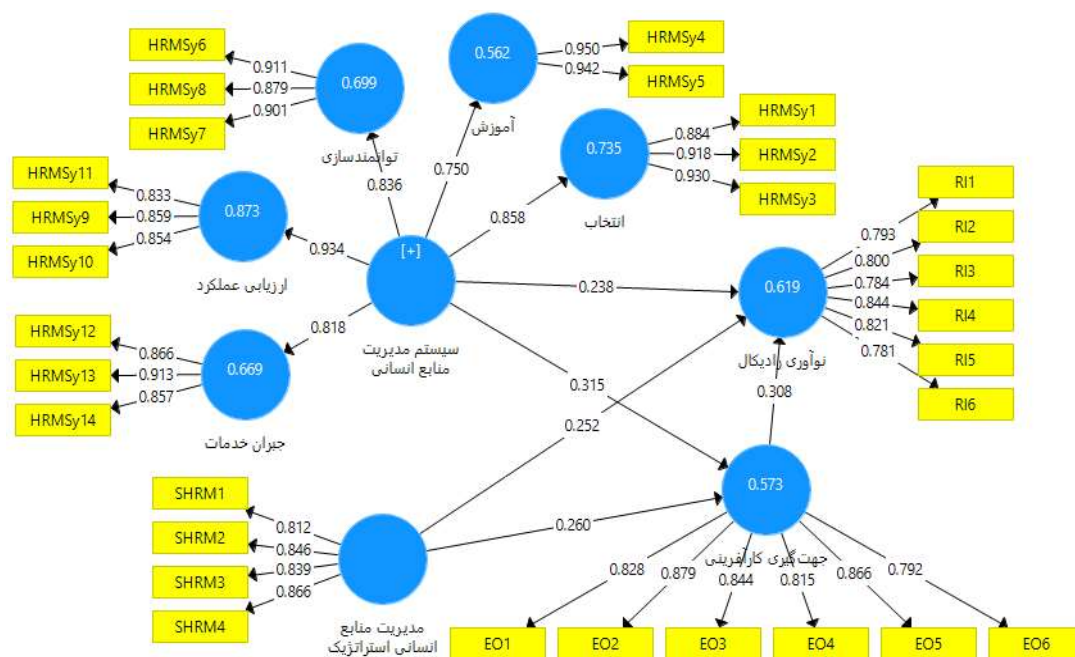 HRMSy6
HRMSy8
HRMSy7
0.911
0.879
0.901
0.699
توانمندسازی
0.562
آموزش
0.950
0.942
HRMSy4
HRMSy5
0.735
انتخاب
0.884
0.918
0.930
HRMSy1
HRMSy2
HRMSy3
HRMSy11
HRMSy9
HRMSy10
0.833
0.859
0.854
0.873
ارزیابی عملکرد
0.836
0.750
0.858
0.934
0.818
[+]
سیستم مدیریت
منابع انسانی
HRMSy12
HRMSy13
HRMSy14
0.866
0.913
0.857
0.669
جبران خدمات
0.238
0.315
0.252
0.308
0.260
0.619
نوآوری رادیکال
0.793
0.800
0.784
0.844
0.821
0.781
RI1
RI2
RI3
RI4
RI5
RI6
SHRM1
SHRM2
SHRM3
SHRM4
0.812
0.846
0.839
0.866
مدیریت منابع
انسانی استراتژیک
0.573
جهت‌گیری کارآفرینی
0.828
0.879
0.844
0.815
0.866
0.792
EO1
EO2
EO3
EO4
EO5
EO6